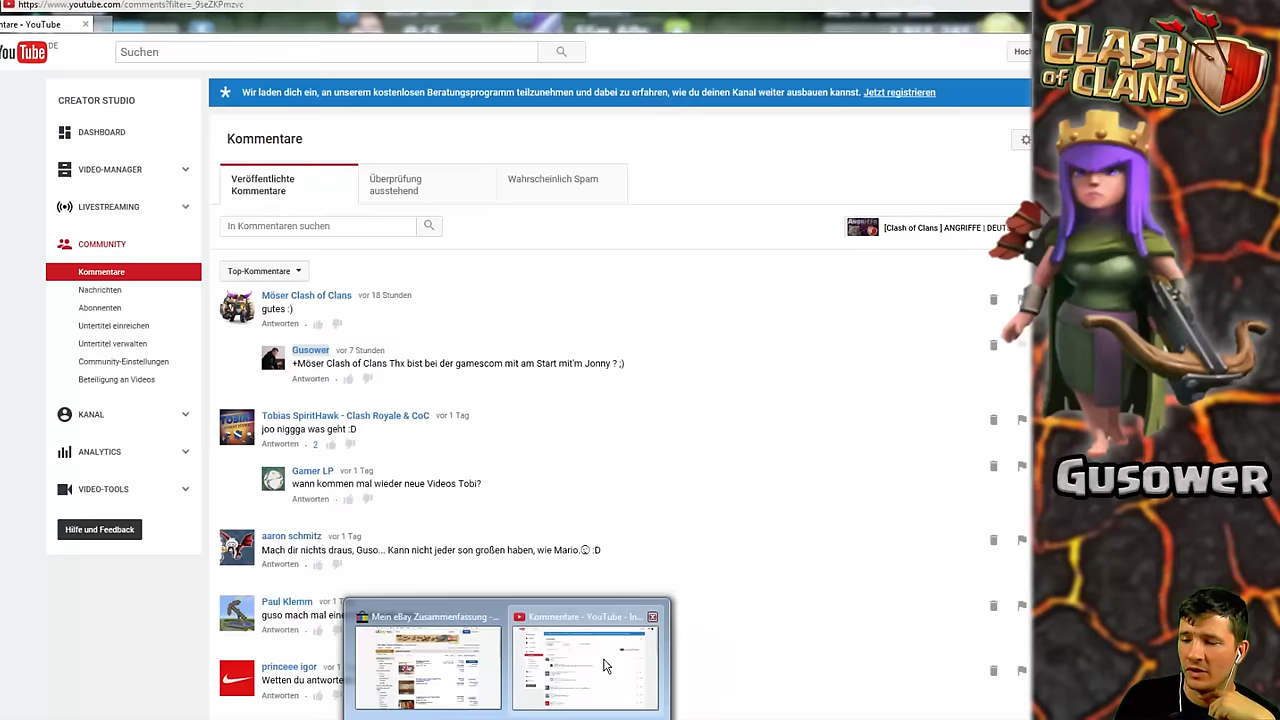 https://www.youtube.com/comments?filter=_9seZKPmzvc
ntare - YouTube
YouTube DE
Suchen
Hoch
CREATOR STUDIO
Wir laden dich ein, an unserem kostenlosen Beratungsprogramm teilzunehmen und dabei zu erfahren, wie du deinen Kanal weiter ausbauen kannst. Jetzt registrieren
DASHBOARD
VIDEO-MANAGER
LIVESTREAMING
COMMUNITY
Kommentare
Nachrichten
Abonnenten
Untertitel einreichen
Untertitel verwalten
Community-Einstellungen
Beteiligung an Videos
KANAL
ANALYTICS
VIDEO-TOOLS
Hilfe und Feedback
Kommentare
Veröffentlichte Kommentare
Überprüfung ausstehend
Wahrscheinlich Spam
In Kommentaren suchen
[Clash of Clans ] ANGRIFFE | DEUTS
Top-Kommentare
Möser Clash of Clans vor 18 Stunden
gutes :)
Antworten
Gusower vor 7 Stunden
+Möser Clash of Clans Thx bist bei der gamescom mit am Start mit'm Jonny ? ;)
Antworten
Tobias SpiritHawk - Clash Royale & CoC vor 1 Tag
joo niggga was geht :D
Antworten 2
Gamer LP vor 1 Tag
wann kommen mal wieder neue Videos Tobi?
Antworten
aaron schmitz vor 1 Tag
Mach dir nichts draus, Guso... Kann nicht jeder son großen haben, wie Mario.☺ :D
Antworten
Paul Klemm vor 1 T
guso mach mal eine
Antworten
princeee igor vor 1
Wetten du antworte
Antworten
Mein eBay Zusammenfassung -...
Kommentare - YouTube - In...
CLASH OF CLANS
Gusower